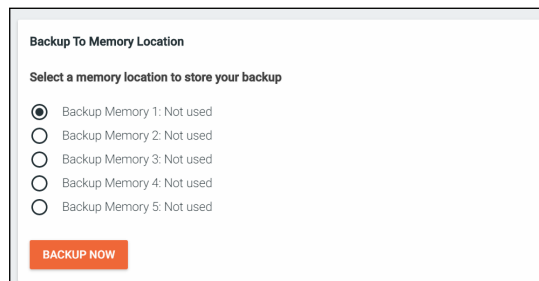 Backup To Memory Location
Select a memory location to store your backup
Backup Memory 1: Not used
Backup Memory 2: Not used
Backup Memory 3: Not used
Backup Memory 4: Not used
Backup Memory 5: Not used
BACKUP NOW